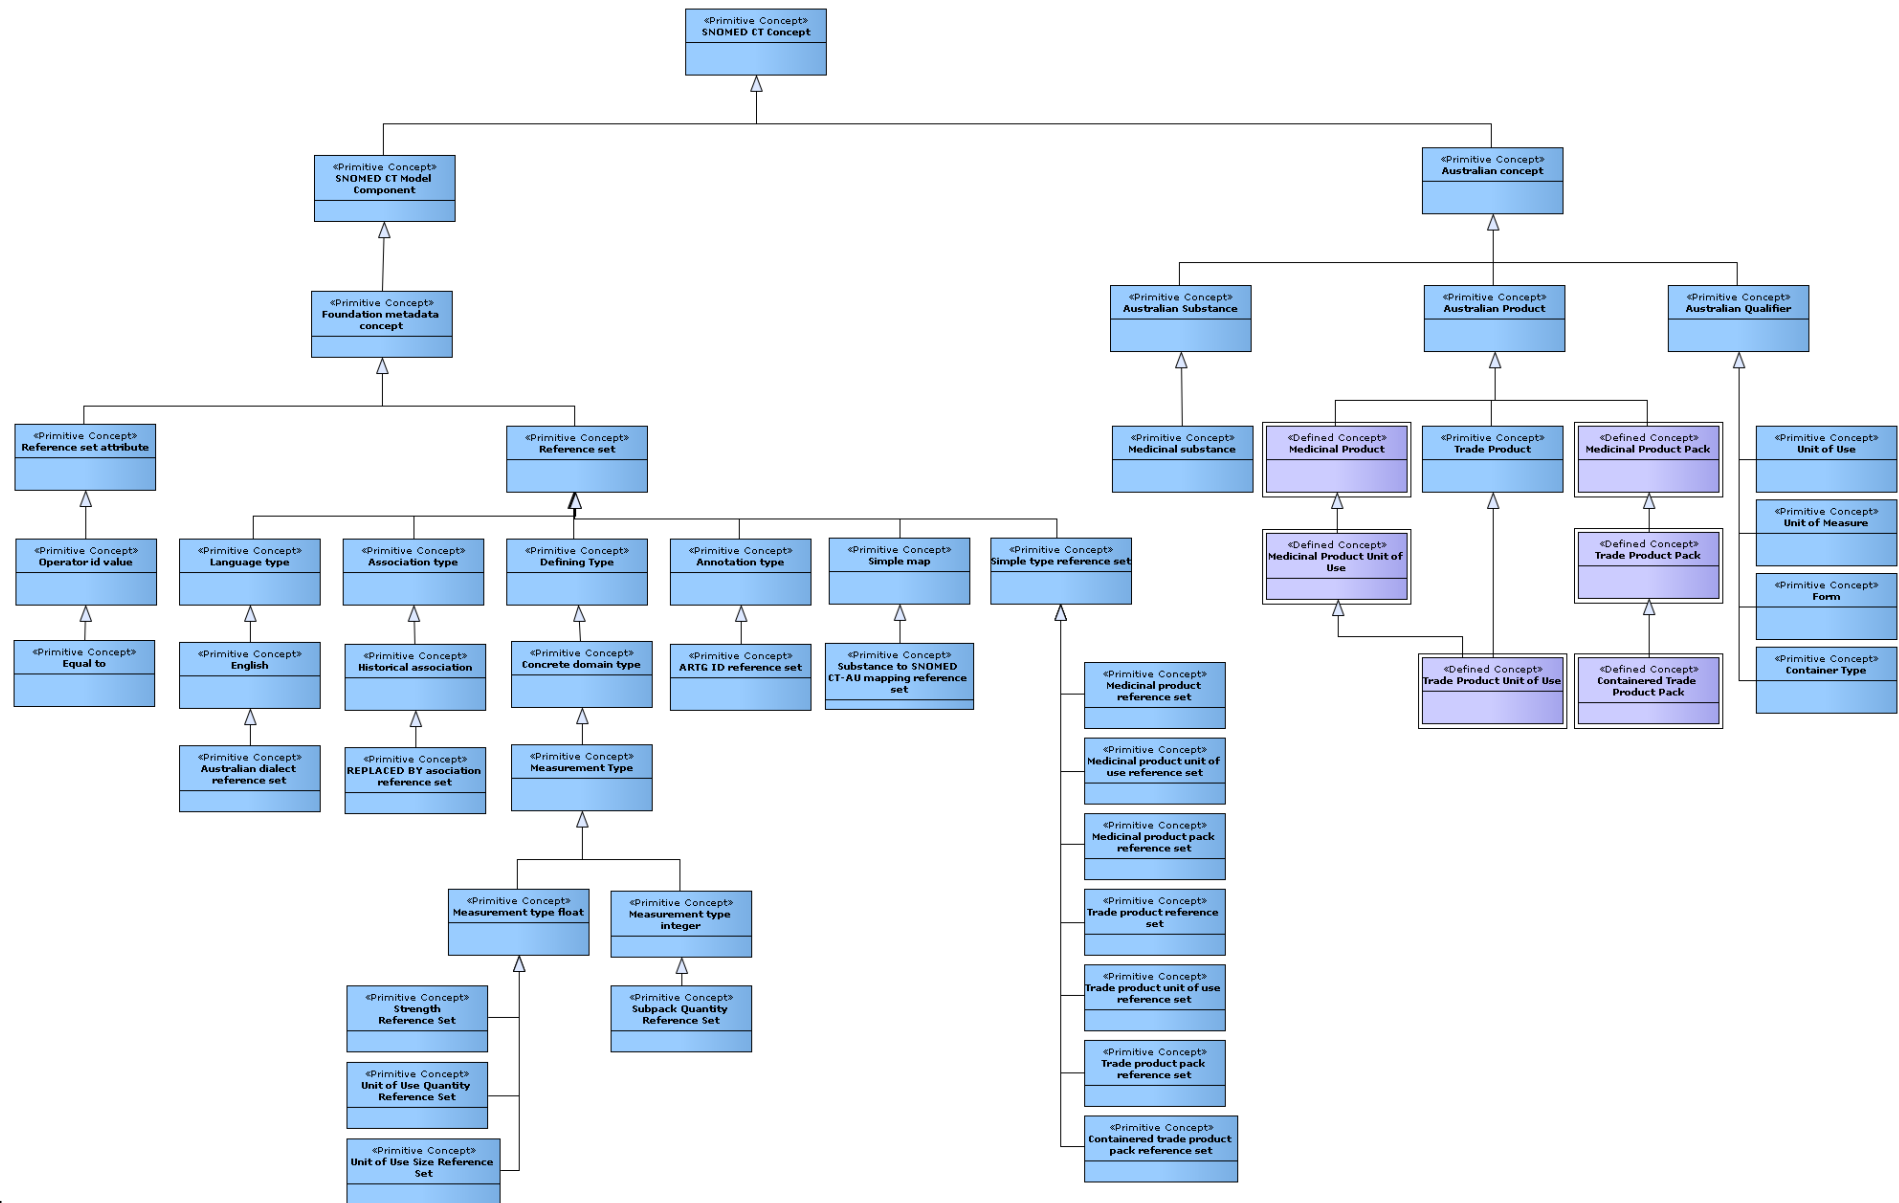 «Primitive Concept»
SNOMED CT Concept
«Primitive Concept»
SNOMED CT Model
Component
«Primitive Concept»
Australian concept
«Primitive Concept»
Foundation metadata
concept
«Primitive Concept»
Australian Substance
«Primitive Concept»
Australian Product
«Primitive Concept»
Australian Qualifier
«Primitive Concept»
Reference set attribute
«Primitive Concept»
Reference set
«Primitive Concept»
Medicinal substance
«Defined Concept»
Medicinal Product
«Primitive Concept»
Trade Product
«Defined Concept»
Medicinal Product Pack
«Primitive Concept»
Unit of Use
«Primitive Concept»
Unit of Measure
«Primitive Concept»
Form
«Primitive Concept»
Container Type
«Primitive Concept»
Operator id value
«Primitive Concept»
Language type
«Primitive Concept»
Association type
«Primitive Concept»
Defining Type
«Primitive Concept»
Annotation type
«Primitive Concept»
Simple map
«Primitive Concept»
Simple type reference set
«Defined Concept»
Medicinal Product Unit of
Use
«Defined Concept»
Trade Product Pack
«Primitive Concept»
Equal to
«Primitive Concept»
English
«Primitive Concept»
Historical association
«Primitive Concept»
Concrete domain type
«Primitive Concept»
ARTG ID reference set
«Primitive Concept»
Substance to SNOMED
CT-AU mapping reference
set
«Defined Concept»
Trade Product Unit of Use
«Defined Concept»
Containered Trade
Product Pack
«Primitive Concept»
Australian dialect
reference set
«Primitive Concept»
REPLACED BY asociation
reference set
«Primitive Concept»
Measurement Type
«Primitive Concept»
Medicinal product
reference set
«Primitive Concept»
Medicinal product unit of
use reference set
«Primitive Concept»
Medicinal product pack
reference set
«Primitive Concept»
Trade product reference
set
«Primitive Concept»
Trade product unit of use
reference set
«Primitive Concept»
Trade product pack
reference set
«Primitive Concept»
Containered trade product
pack reference set
«Primitive Concept»
Measurement type float
«Primitive Concept»
Measurement type
integer
«Primitive Concept»
Strength
Reference Set
«Primitive Concept»
Subpack Quantity
Reference Set
«Primitive Concept»
Unit of Use Quantity
Reference Set
«Primitive Concept»
Unit of Use Size Reference
Set